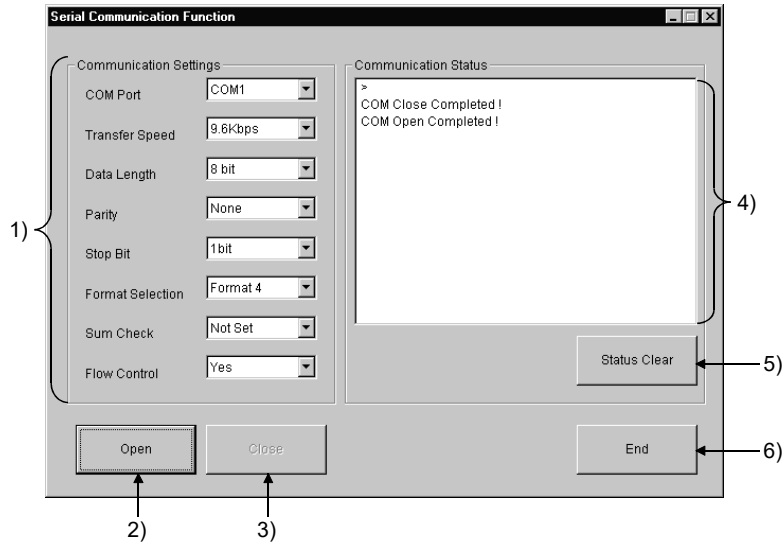 Serial Communication Function
Communication Settings
COM Port COM1
Transfer Speed 9.6Kbps
Data Length 8 bit
Parity None
Stop Bit 1bit
Format Selection Format 4
Sum Check Not Set
Flow Control Yes
1)
Communication Status
>
COM Close Completed !
COM Open Completed !
4)
Status Clear
5)
Open
Close
End
6)
2)
3)